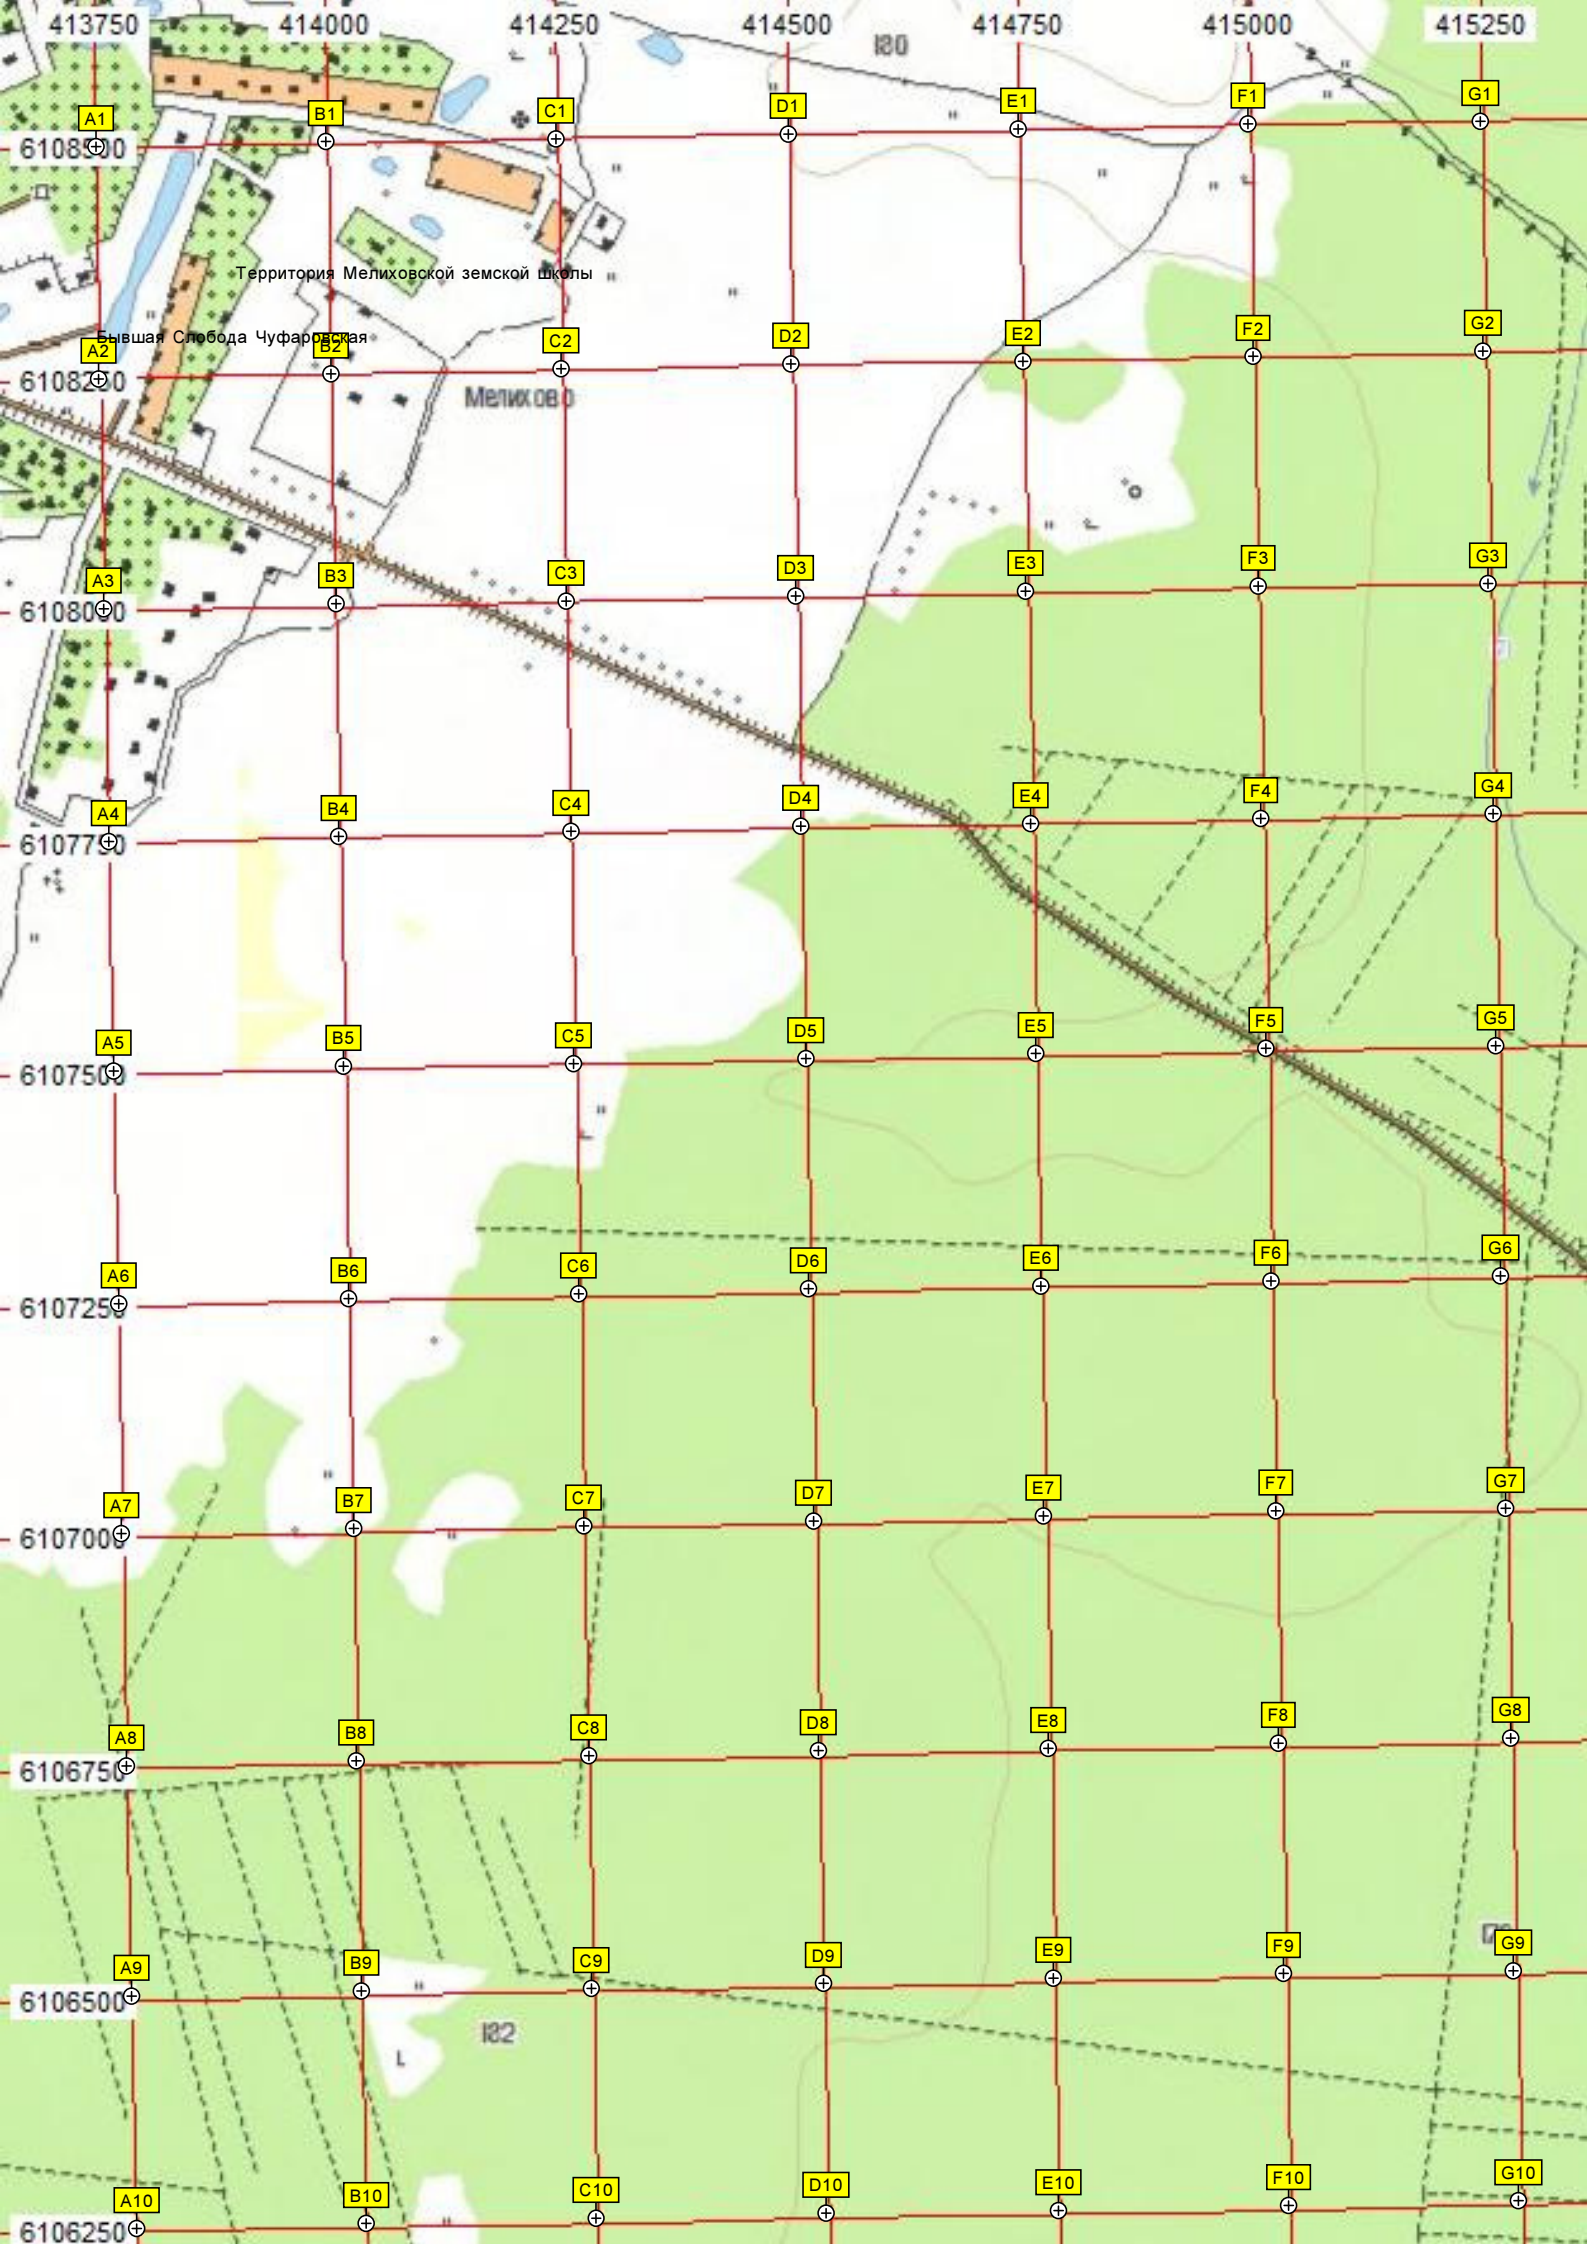 413750 414000 414250 414500 414750 415000 415250
180
A1 B1 C1 D1 E1 F1 G1
6108500
Территория Мелиховской земской школы
Бывшая Слобода Чуфаровская
A2 B2 C2 D2 E2 F2 G2
6108250
Мелихово
A3 B3 C3 D3 E3 F3 G3
6108000
A4 B4 C4 D4 E4 F4 G4
6107750
A5 B5 C5 D5 E5 F5 G5
6107500
A6 B6 C6 D6 E6 F6 G6
6107250
A7 B7 C7 D7 E7 F7 G7
6107000
A8 B8 C8 D8 E8 F8 G8
6106750
A9 B9 C9 D9 E9 F9 G9
6106500
182
A10 B10 C10 D10 E10 F10 G10
6106250